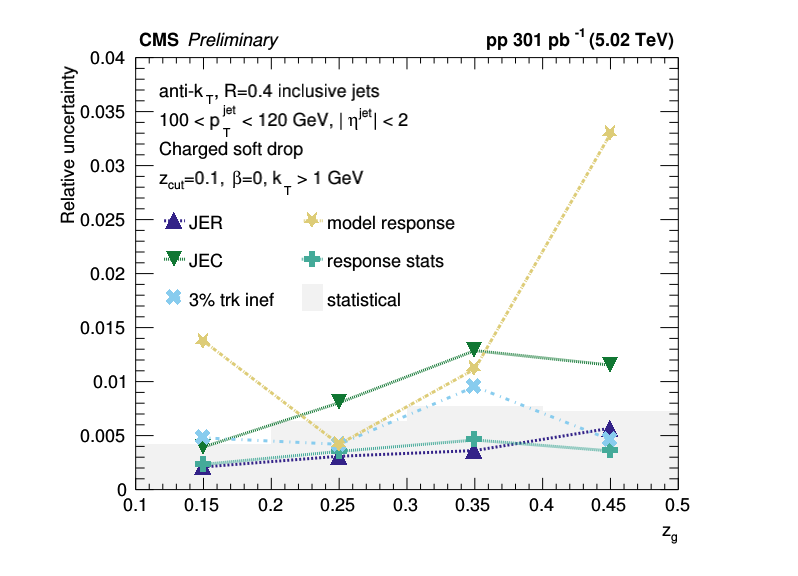 CMS Preliminary pp 301 pb -1 (5.02 TeV)
0.04
0.035
0.03
0.025
0.02
0.015
0.01
0.005
0
Relative uncertainty
anti-kT, R=0.4 inclusive jets
100 < pTjet < 120 GeV, | ηjet| < 2
Charged soft drop
zcut=0.1, β=0, kT > 1 GeV
JER model response
JEC response stats
3% trk inef statistical
0.1 0.15 0.2 0.25 0.3 0.35 0.4 0.45 0.5
zg